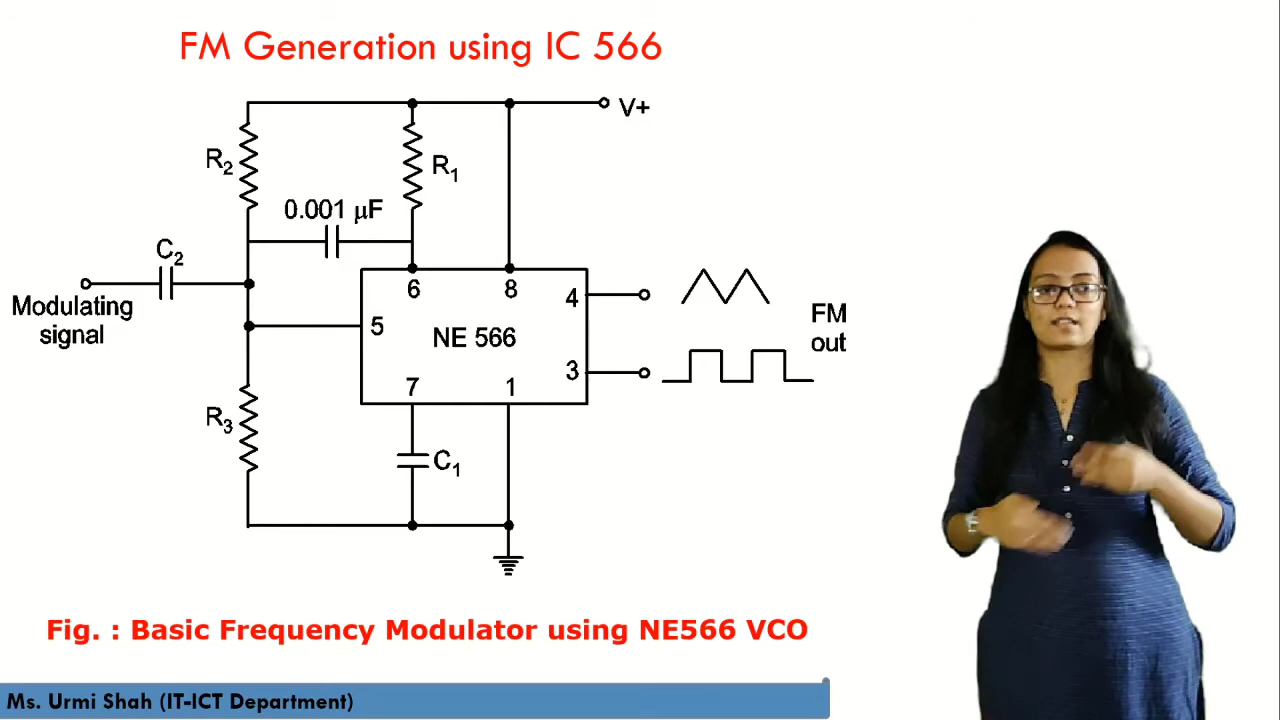 FM Generation using IC 566
V+
R2
R1
0.001 μF
C2
Modulating
signal
6
8
4
5
NE 566
3
7
1
FM
out
R3
C1
Fig. : Basic Frequency Modulator using NE566 VCO
Ms. Urmi Shah (IT-ICT Department)